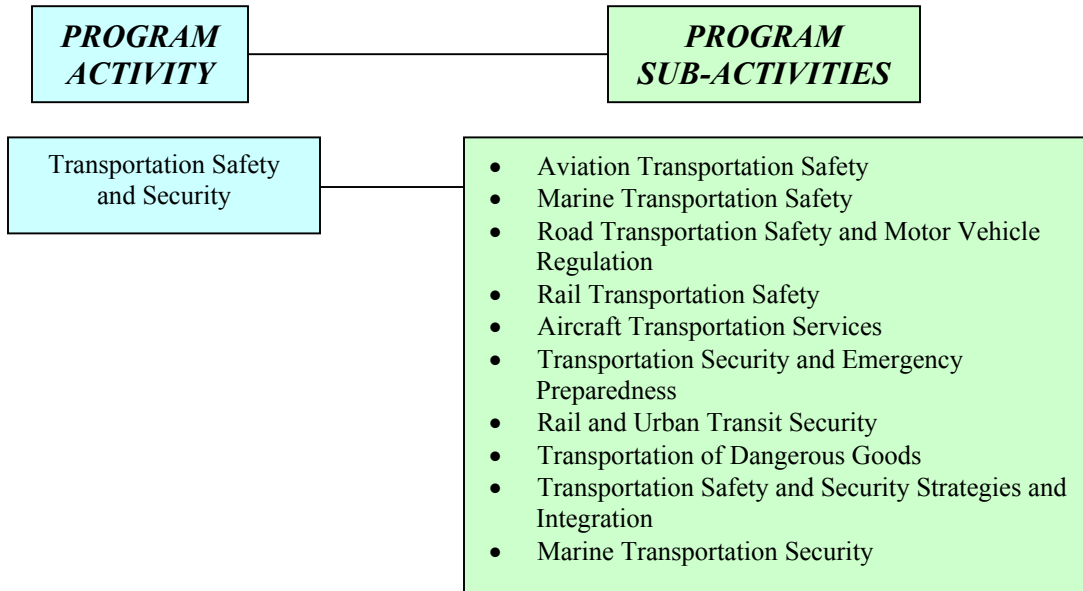 PROGRAM
ACTIVITY
PROGRAM
SUB-ACTIVITIES
Transportation Safety
and Security
• Aviation Transportation Safety
• Marine Transportation Safety
• Road Transportation Safety and Motor Vehicle
Regulation
• Rail Transportation Safety
• Aircraft Transportation Services
• Transportation Security and Emergency
Preparedness
• Rail and Urban Transit Security
• Transportation of Dangerous Goods
• Transportation Safety and Security Strategies and
Integration
• Marine Transportation Security